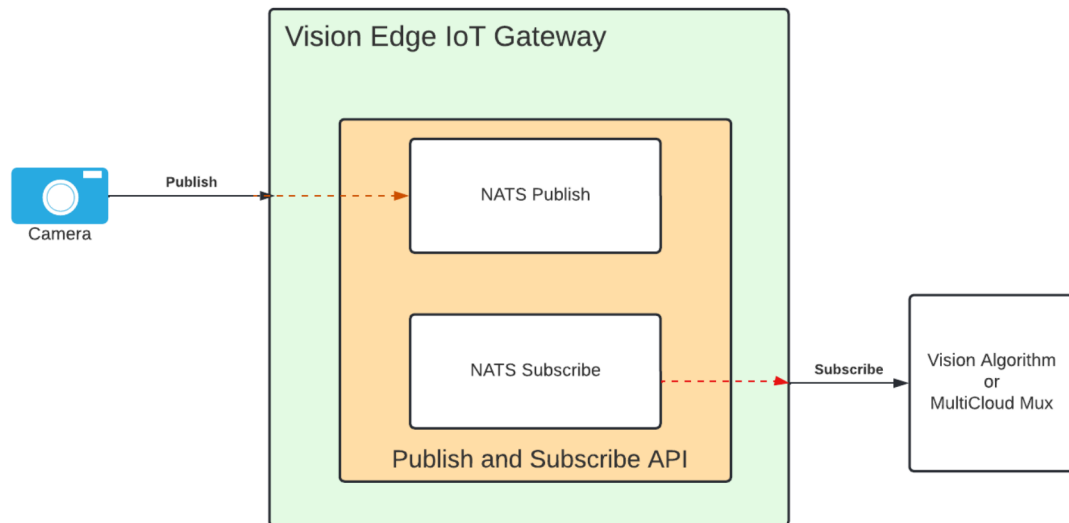 Vision Edge IoT Gateway
Publish
NATS Publish
Camera
NATS Subscribe
Subscribe
Vision Algorithm
or
MultiCloud Mux
Publish and Subscribe API